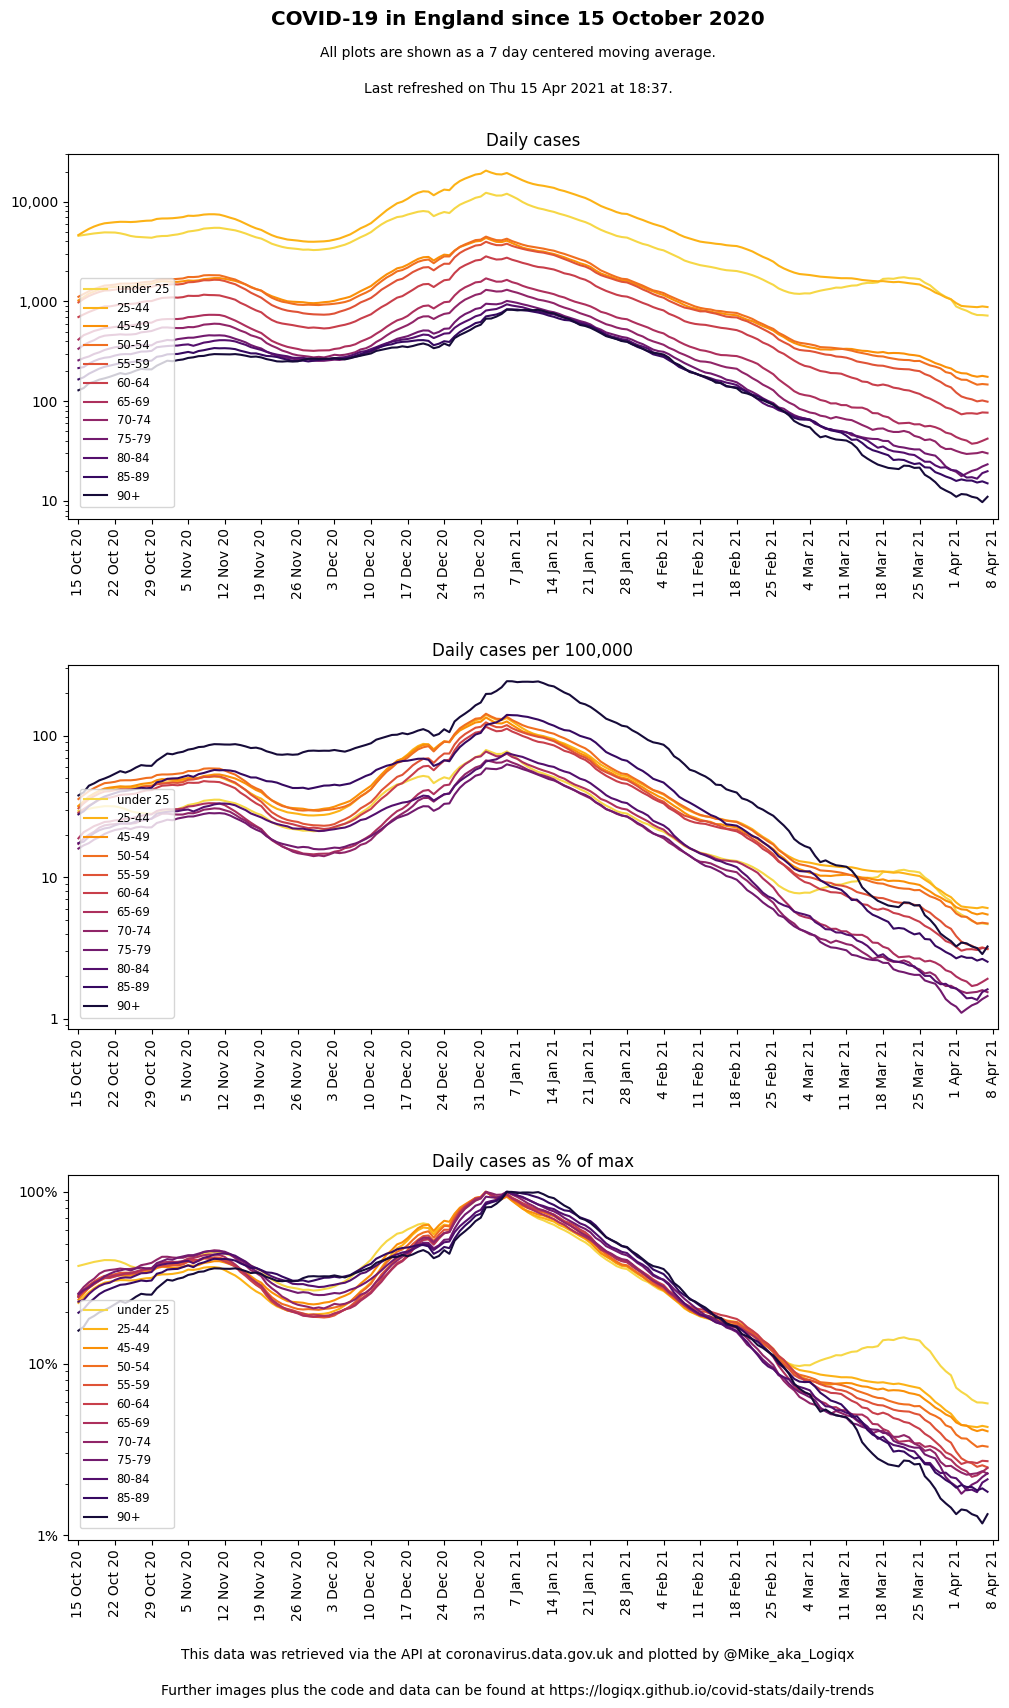 COVID-19 in England since 15 October 2020
All plots are shown as a 7 day centered moving average.
Last refreshed on Thu 15 Apr 2021 at 18:37.
Daily cases
10,000
1,000
100
10
under 25
25-44
45-49
50-54
55-59
60-64
65-69
70-74
75-79
80-84
85-89
90+
15 Oct 20
22 Oct 20
29 Oct 20
5 Nov 20
12 Nov 20
19 Nov 20
26 Nov 20
3 Dec 20
10 Dec 20
17 Dec 20
24 Dec 20
31 Dec 20
7 Jan 21
14 Jan 21
21 Jan 21
28 Jan 21
4 Feb 21
11 Feb 21
18 Feb 21
25 Feb 21
4 Mar 21
11 Mar 21
18 Mar 21
25 Mar 21
1 Apr 21
8 Apr 21
Daily cases per 100,000
100
10
1
under 25
25-44
45-49
50-54
55-59
60-64
65-69
70-74
75-79
80-84
85-89
90+
15 Oct 20
22 Oct 20
29 Oct 20
5 Nov 20
12 Nov 20
19 Nov 20
26 Nov 20
3 Dec 20
10 Dec 20
17 Dec 20
24 Dec 20
31 Dec 20
7 Jan 21
14 Jan 21
21 Jan 21
28 Jan 21
4 Feb 21
11 Feb 21
18 Feb 21
25 Feb 21
4 Mar 21
11 Mar 21
18 Mar 21
25 Mar 21
1 Apr 21
8 Apr 21
Daily cases as % of max
100%
10%
1%
under 25
25-44
45-49
50-54
55-59
60-64
65-69
70-74
75-79
80-84
85-89
90+
15 Oct 20
22 Oct 20
29 Oct 20
5 Nov 20
12 Nov 20
19 Nov 20
26 Nov 20
3 Dec 20
10 Dec 20
17 Dec 20
24 Dec 20
31 Dec 20
7 Jan 21
14 Jan 21
21 Jan 21
28 Jan 21
4 Feb 21
11 Feb 21
18 Feb 21
25 Feb 21
4 Mar 21
11 Mar 21
18 Mar 21
25 Mar 21
1 Apr 21
8 Apr 21
This data was retrieved via the API at coronavirus.data.gov.uk and plotted by @Mike_aka_Logiqx
Further images plus the code and data can be found at https://logiqx.github.io/covid-stats/daily-trends